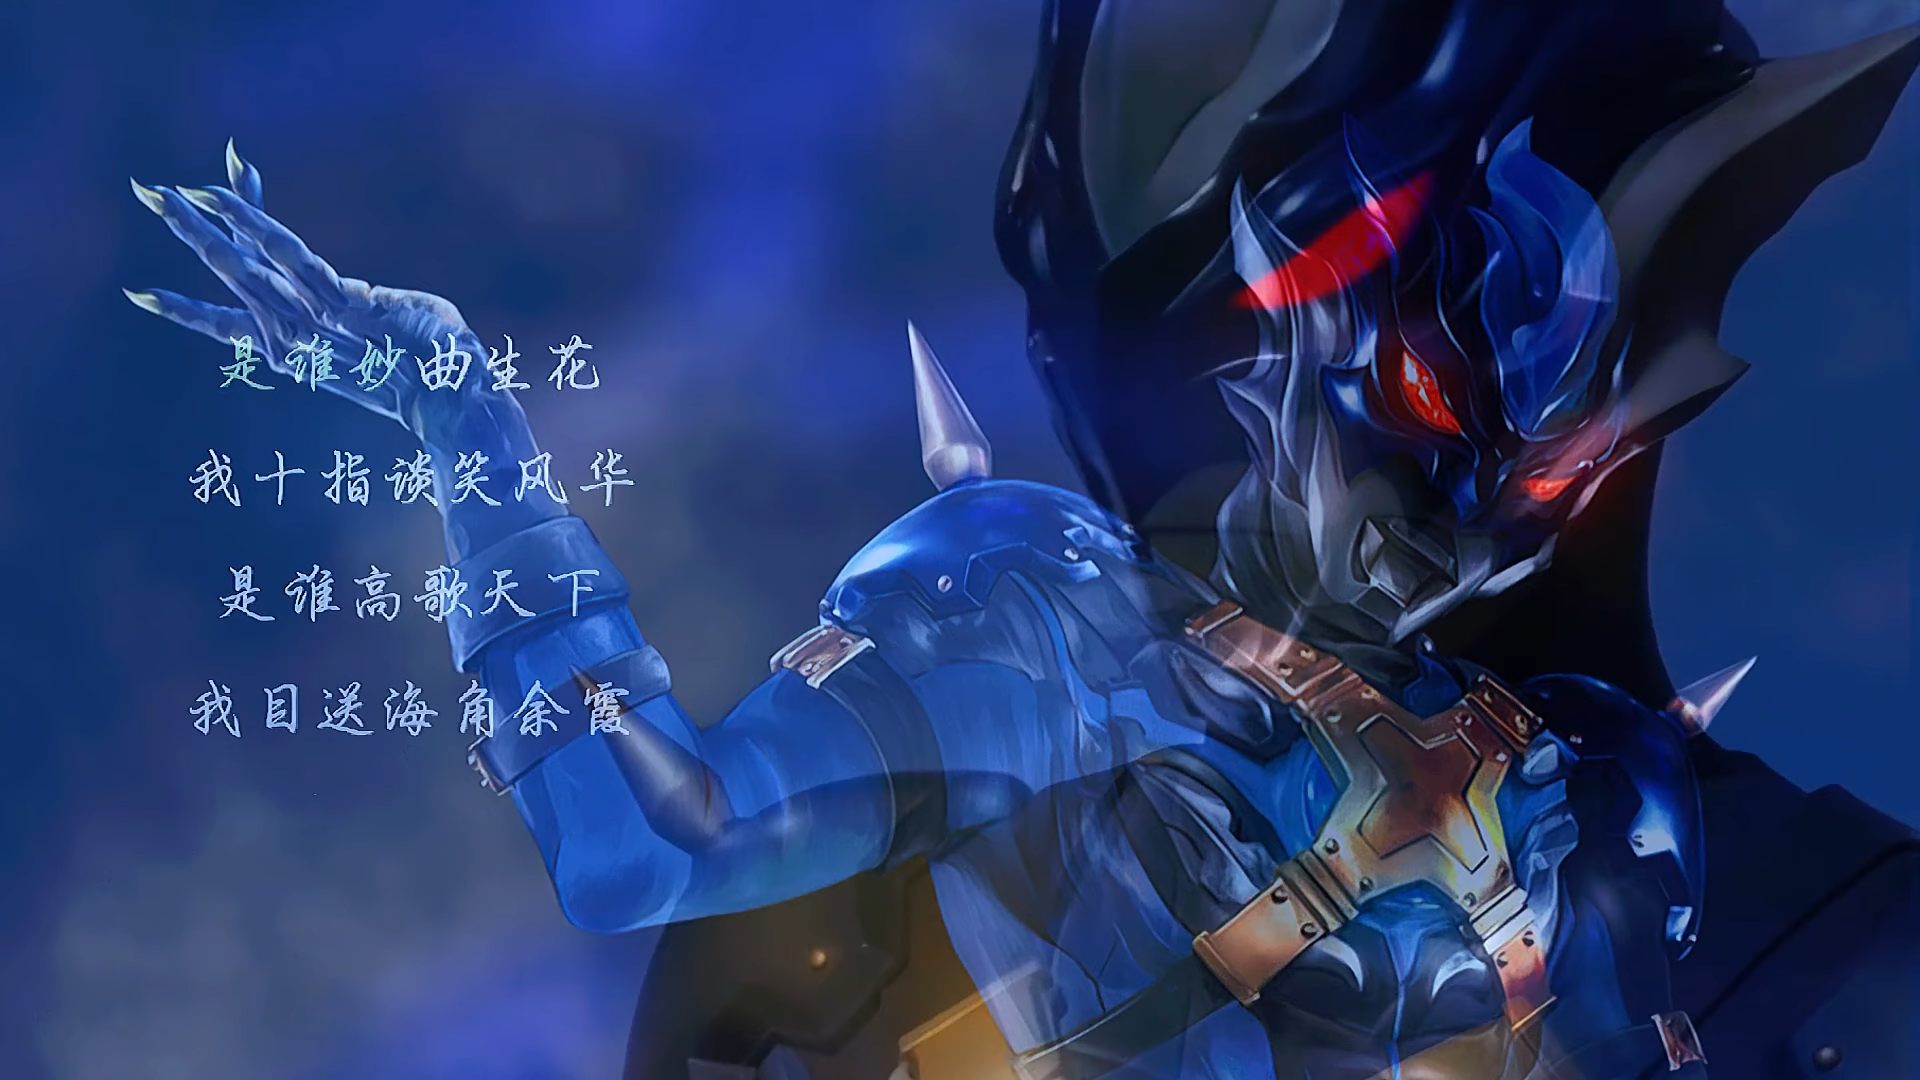 是谁妙曲生花
我十指谈笑风华
是谁高歌天下
我目送海角余霞